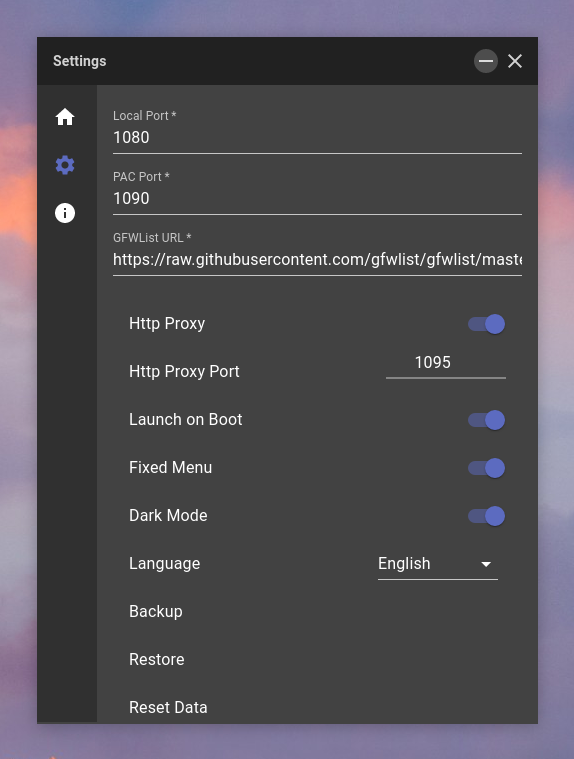 Settings
Local Port *
1080
PAC Port *
1090
GFWList URL *
https://raw.githubusercontent.com/gfwlist/gfwlist/maste
Http Proxy
Http Proxy Port 1095
Launch on Boot
Fixed Menu
Dark Mode
Language English
Backup
Restore
Reset Data